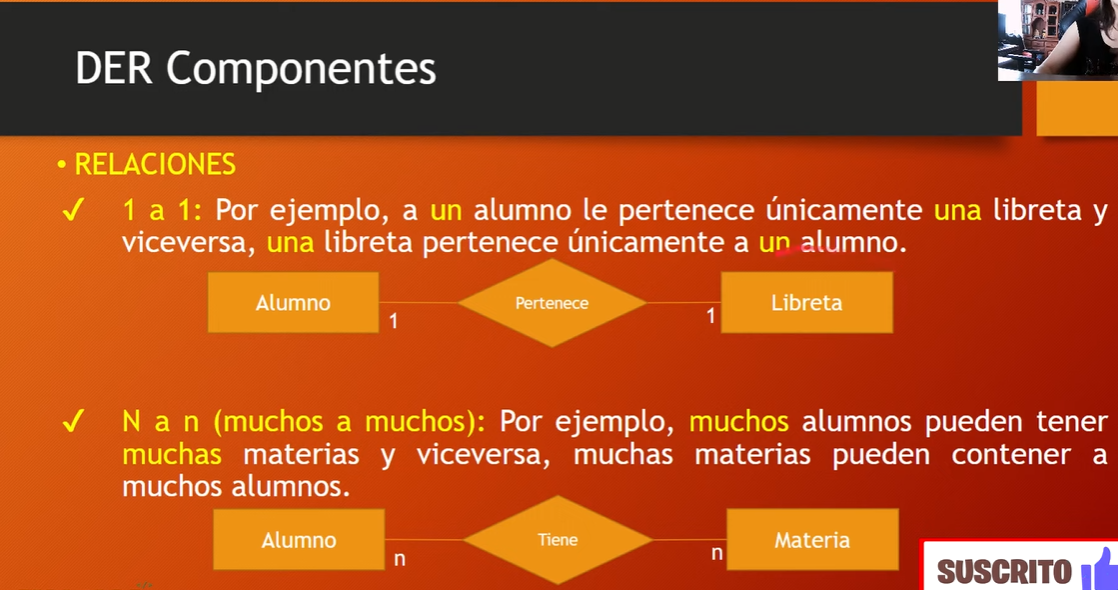 DER Componentes
• RELACIONES
✓ 1 a 1: Por ejemplo, a un alumno le pertenece únicamente una libreta y
viceversa, una libreta pertenece únicamente a un alumno.
Alumno
Pertenece
Libreta
1
1
✓ N a n (muchos a muchos): Por ejemplo, muchos alumnos pueden tener
muchas materias y viceversa, muchas materias pueden contener a
muchos alumnos.
Alumno
Tiene
Materia
n
n
SUSCRITO